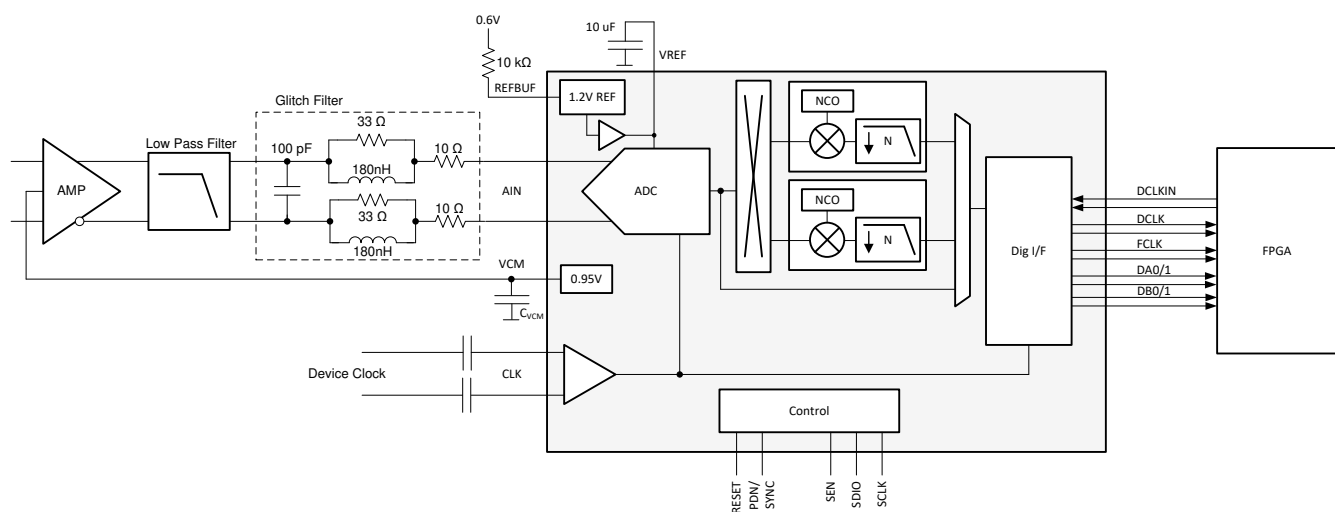 0.6V
10 uF
VREF
10 kΩ
REFBUF
1.2V REF
Glitch Filter
33 Ω
Low Pass Filter
100 pF
10 Ω
180nH
AMP
AIN
ADC
33 Ω
10 Ω
180nH
NCO
N
NCO
N
VCM
0.95V
CVCM
Device Clock
CLK
Dig I/F
DCLKIN
DCLK
FCLK
DA0/1
DB0/1
FPGA
Control
RESET
PDN/
SYNC
SEN
SDIO
SCLK